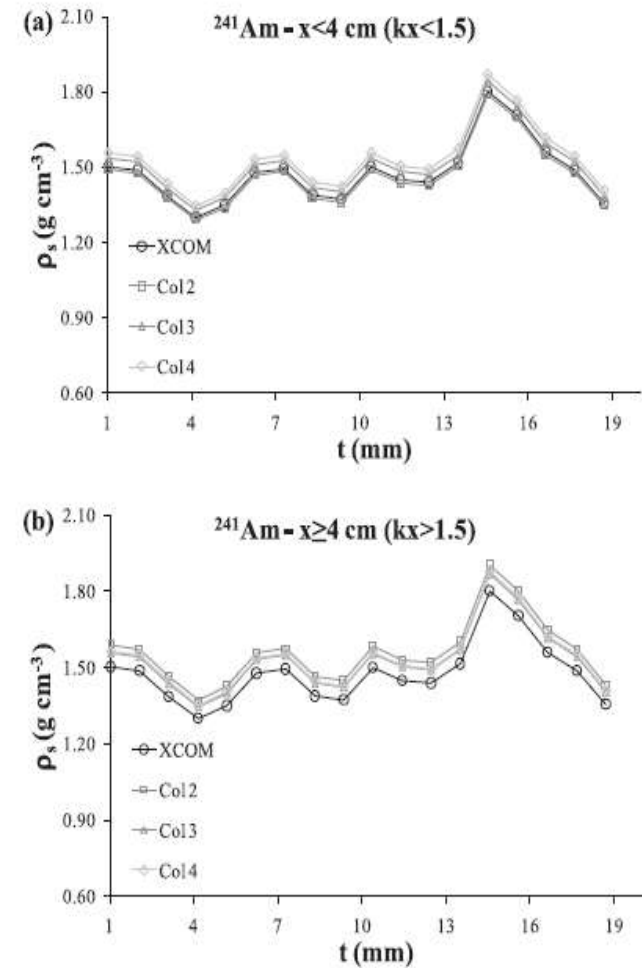 (a)
²⁴¹Am - x<4 cm (kx<1.5)
2.10
1.80
1.50
1.20
0.90
0.60
ρs (g cm⁻³)
XCOM
Col2
Col3
Col4
1 4 7 10 13 16 19
t (mm)
(b)
²⁴¹Am - x≥4 cm (kx>1.5)
2.10
1.80
1.50
1.20
0.90
0.60
ρs (g cm⁻³)
XCOM
Col2
Col3
Col4
1 4 7 10 13 16 19
t (mm)